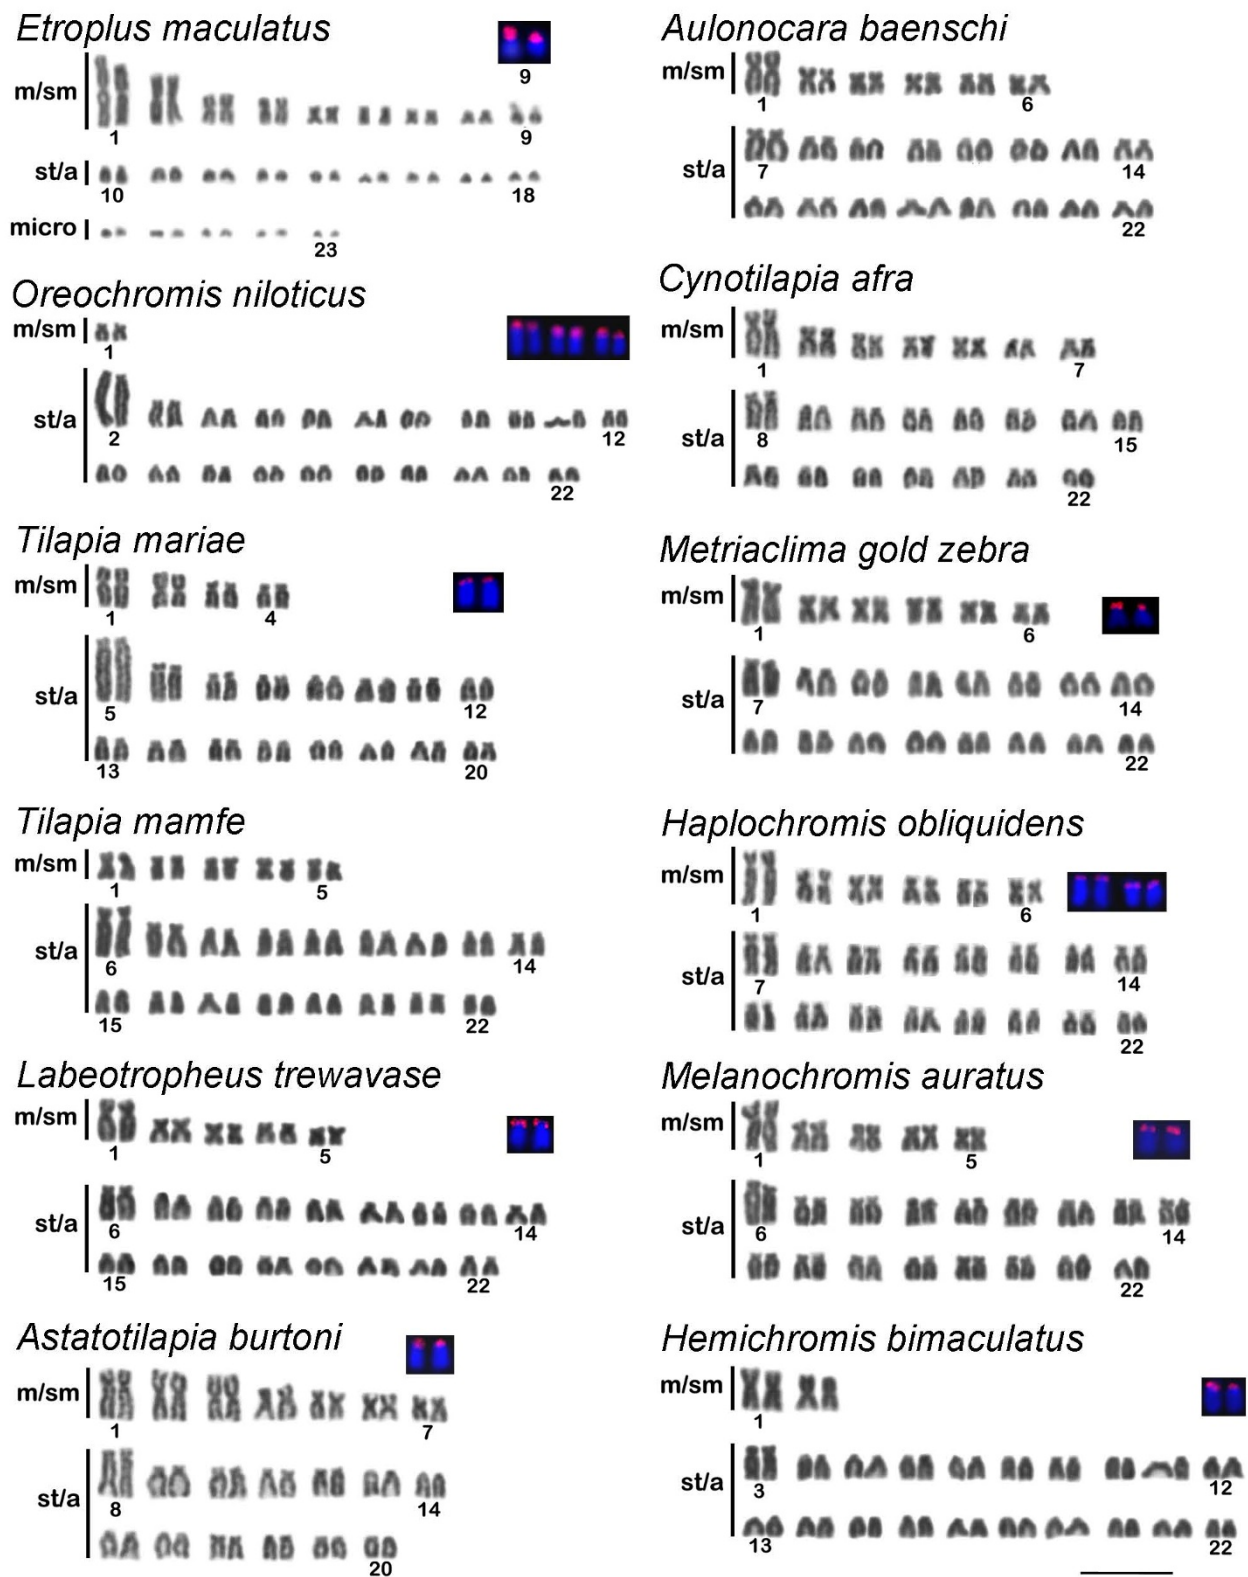 Etroplus maculatus
9
m/sm
1
9
st/a
10
18
micro
23
Oreochromis niloticus
m/sm
1
st/a
2
12
22
Tilapia mariae
m/sm
1
4
st/a
5
12
13
20
Tilapia mamfe
m/sm
1
5
st/a
6
14
15
22
Labeotropheus trewavase
m/sm
1
5
st/a
6
14
15
22
Astatotilapia burtoni
m/sm
1
7
st/a
8
14
20
Aulonocara baenschi
m/sm
1
6
st/a
7
14
22
Cynotilapia afra
m/sm
1
7
st/a
8
15
22
Metriaclima gold zebra
m/sm
1
6
st/a
7
14
22
Haplochromis obliquidens
m/sm
1
6
st/a
7
14
22
Melanochromis auratus
m/sm
1
5
st/a
6
14
22
Hemichromis bimaculatus
m/sm
1
st/a
3
12
13
22